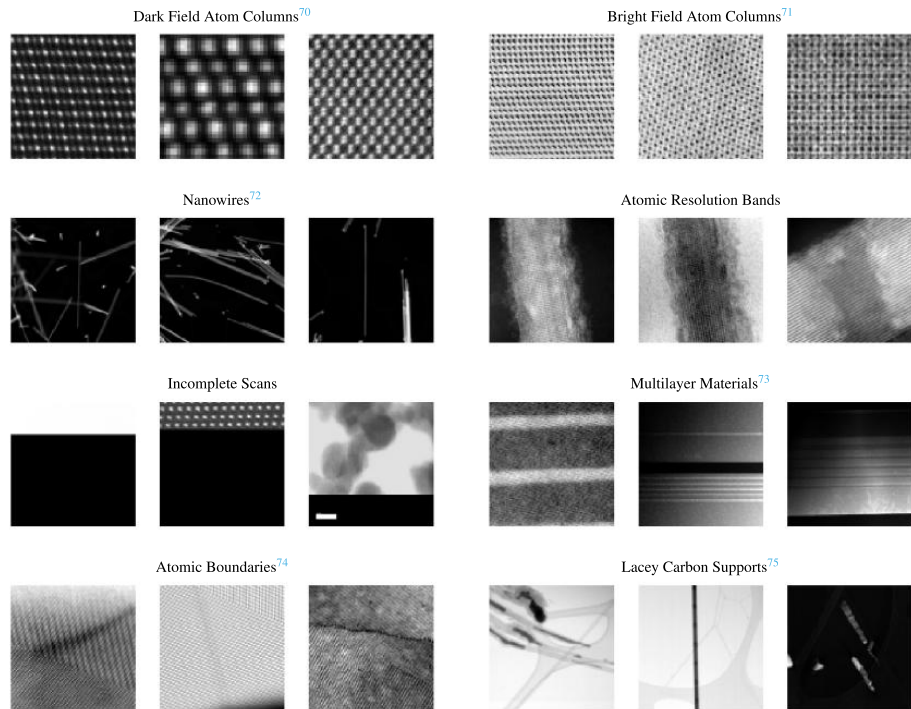 Dark Field Atom Columns70
Bright Field Atom Columns71
Nanowires72
Atomic Resolution Bands
Incomplete Scans
Multilayer Materials73
Atomic Boundaries74
Lacey Carbon Supports75